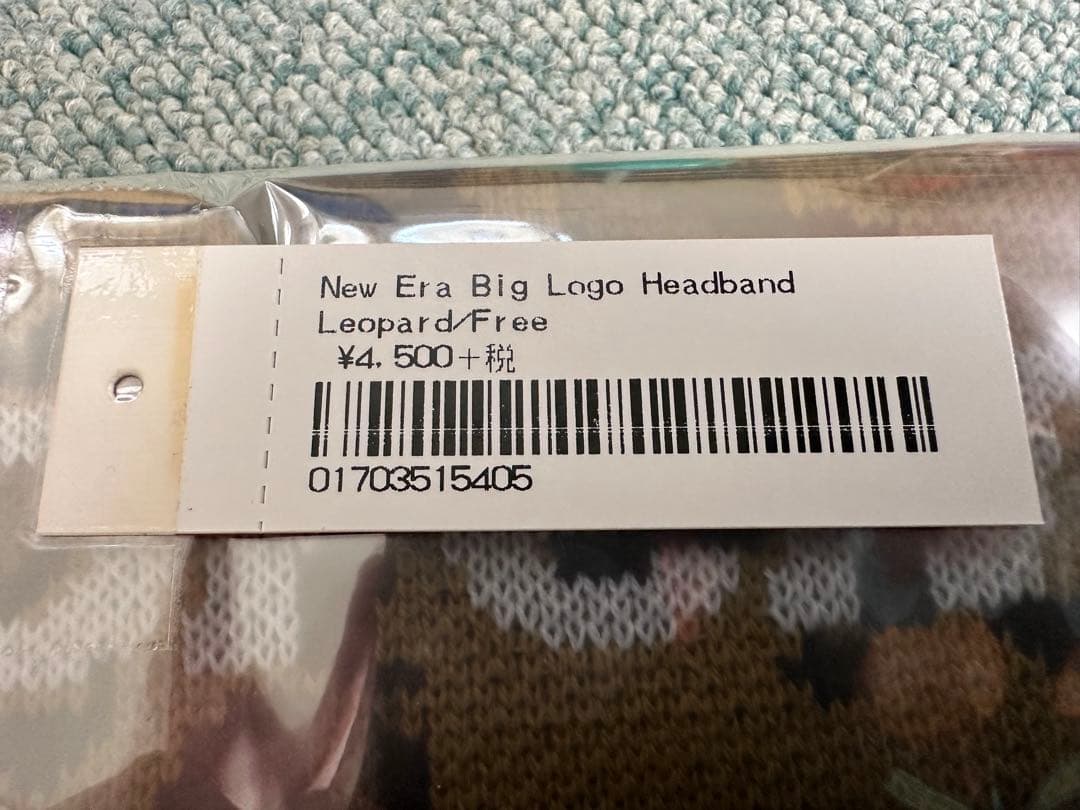 New Era Big Logo Headband
Leopard/Free
¥4,500+税
01703515405